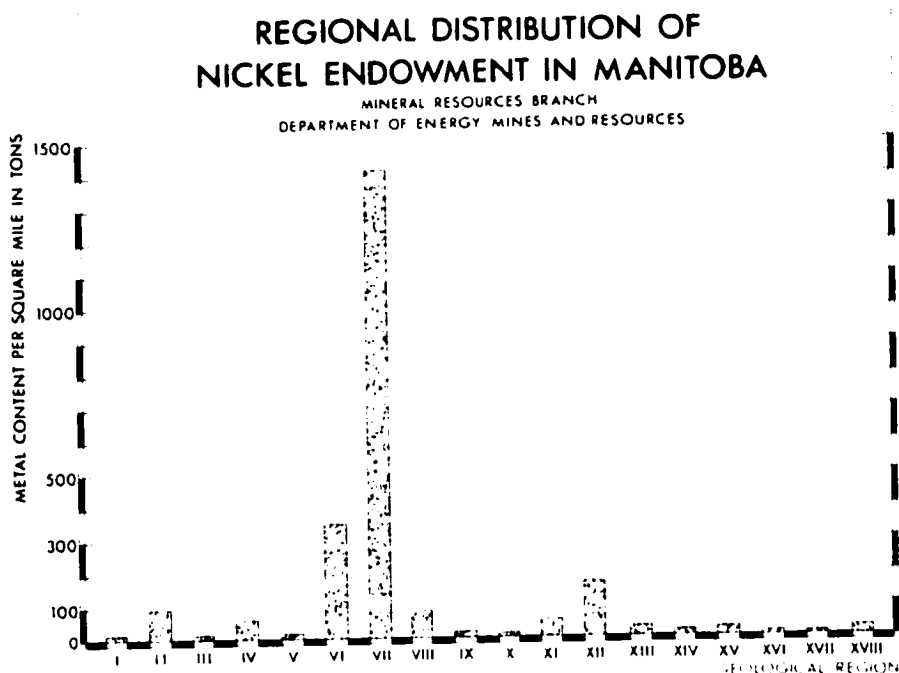 REGIONAL DISTRIBUTION OF
NICKEL ENDOWMENT IN MANITOBA
MINERAL RESOURCES BRANCH
DEPARTMENT OF ENERGY MINES AND RESOURCES
METAL CONTENT PER SQUARE MILE IN TONS
1500
1000
500
300
100
0
I II III IV V VI VII VIII IX X XI XII XIII XIV XV XVI XVII XVIII
GEOLOGICAL REGION